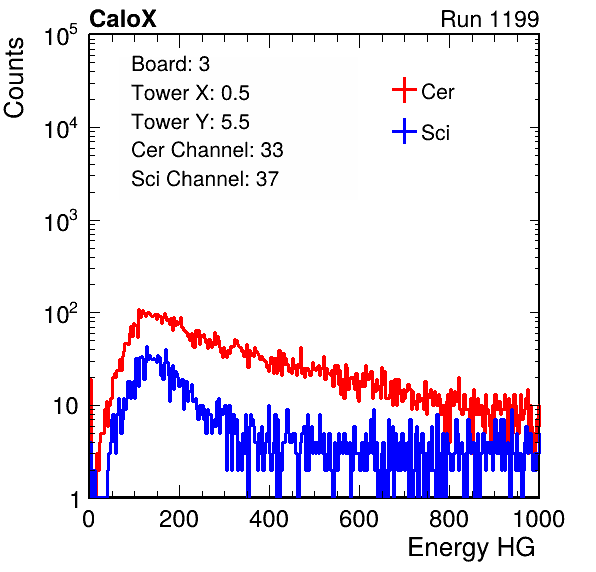 CaloX Run 1199
Counts
Board: 3
Tower X: 0.5
Tower Y: 5.5
Cer Channel: 33
Sci Channel: 37
Cer
Sci
10^5
10^4
10^3
10^2
10
1
0 200 400 600 800 1000
Energy HG